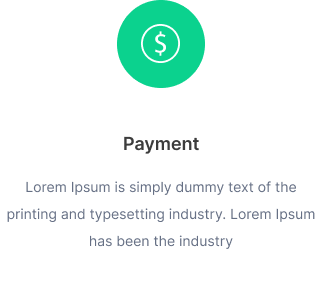 $
Payment
Lorem Ipsum is simply dummy text of the
printing and typesetting industry. Lorem Ipsum
has been the industry